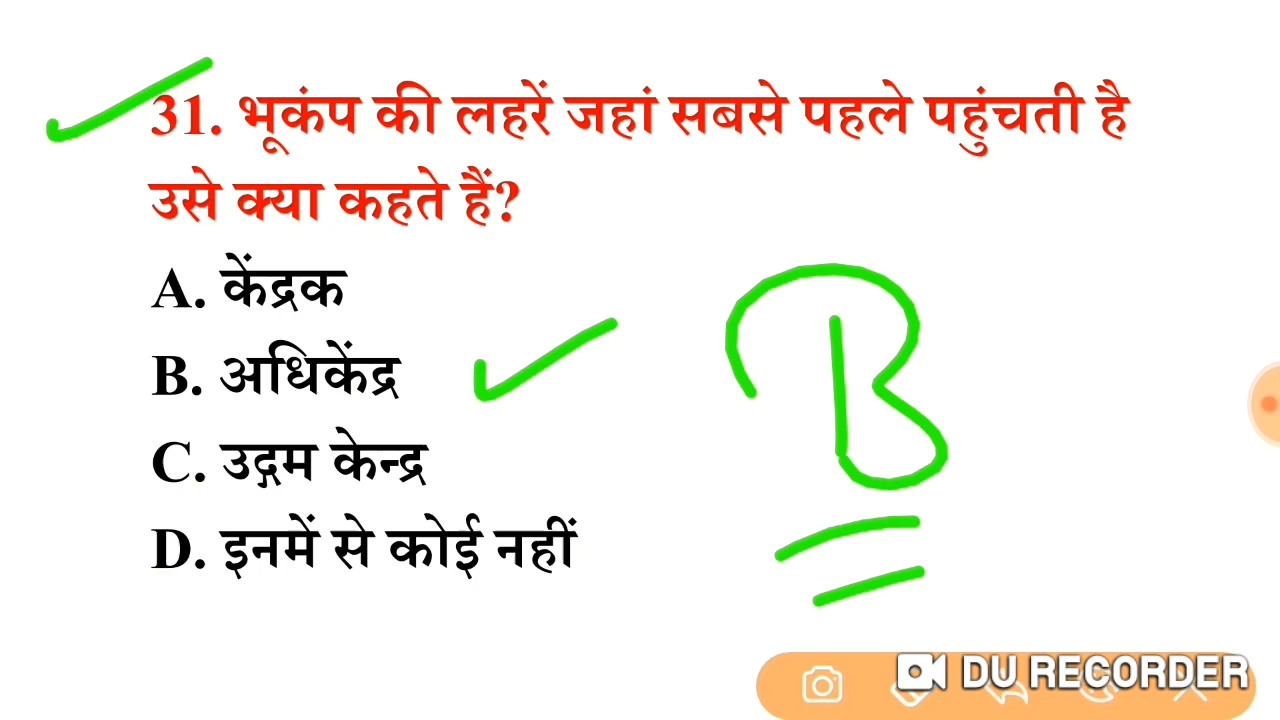 31. भूकंप की लहरें जहां सबसे पहले पहुंचती है
उसे क्या कहते हैं?
A. केंद्रक
B. अधिकेंद्र
C. उद्गम केन्द्र
D. इनमें से कोई नहीं
B
DU RECORDER